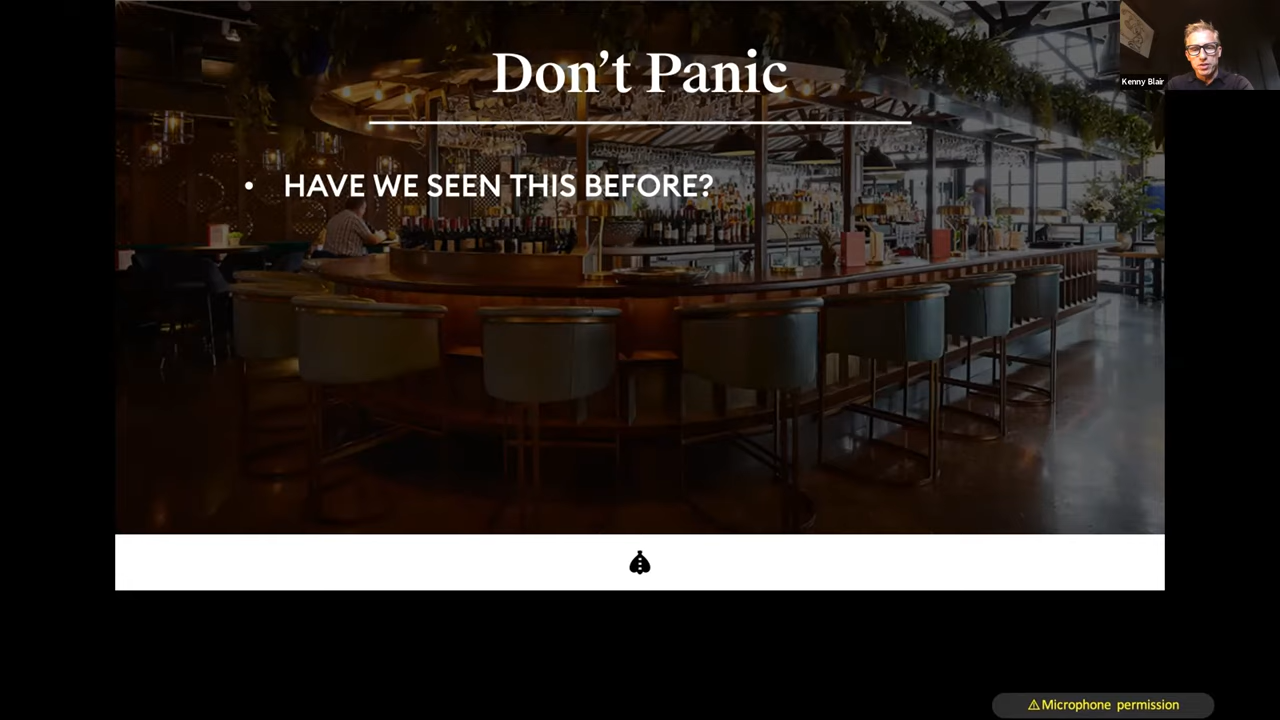 Don’t Panic
Kenny Blair
• HAVE WE SEEN THIS BEFORE?
⚠Microphone permission